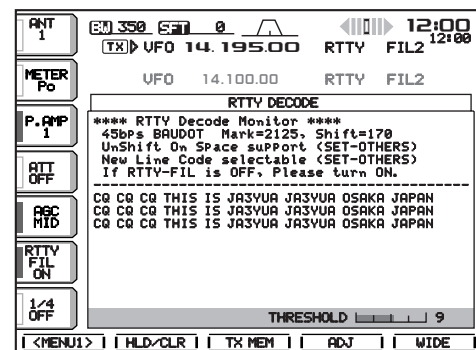 ANT 1
BW 350 SFT 0 12:00
TX VFO 14.195.00 RTTY FIL2 12:00
METER Po
VFO 14.100.00 RTTY FIL2
RTTY DECODE
P.AMP 1
**** RTTY Decode Monitor ****
45bps BAUDOT Mark=2125, Shift=170
UnShift On Space support (SET-OTHERS)
New Line Code selectable (SET-OTHERS)
If RTTY-FIL is OFF, Please turn ON.
ATT OFF
------------------------------------------
CQ CQ CQ THIS IS JA3YUA JA3YUA OSAKA JAPAN
CQ CQ CQ THIS IS JA3YUA JA3YUA OSAKA JAPAN
CQ CQ CQ THIS IS JA3YUA JA3YUA OSAKA JAPAN
AGC MID
RTTY FIL ON
1/4 OFF
THRESHOLD 9
<MENU1> HLD/CLR TX MEM ADJ WIDE